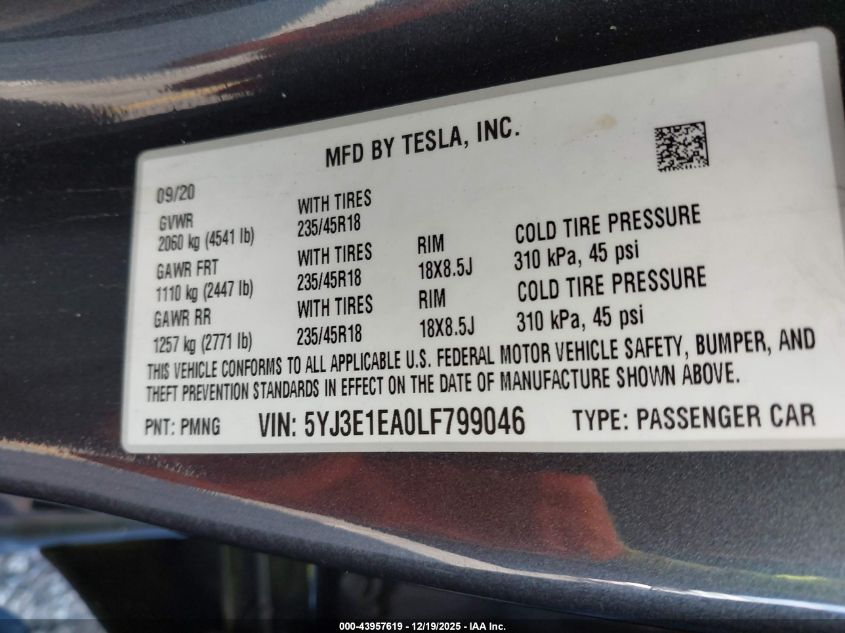 MFD BY TESLA, INC.
09/20
GVWR
2060 kg (4541 lb)
WITH TIRES
235/45R18
GAWR FRT
1110 kg (2447 lb)
WITH TIRES
235/45R18
RIM
18X8.5J
COLD TIRE PRESSURE
310 kPa, 45 psi
GAWR RR
1257 kg (2771 lb)
WITH TIRES
235/45R18
RIM
18X8.5J
COLD TIRE PRESSURE
310 kPa, 45 psi
THIS VEHICLE CONFORMS TO ALL APPLICABLE U.S. FEDERAL MOTOR VEHICLE SAFETY, BUMPER, AND
THEFT PREVENTION STANDARDS IN EFFECT ON THE DATE OF MANUFACTURE SHOWN ABOVE.
PNT: PMNG VIN: 5YJ3E1EA0LF799046 TYPE: PASSENGER CAR
000-43957619 - 12/19/2025 - IAA Inc.